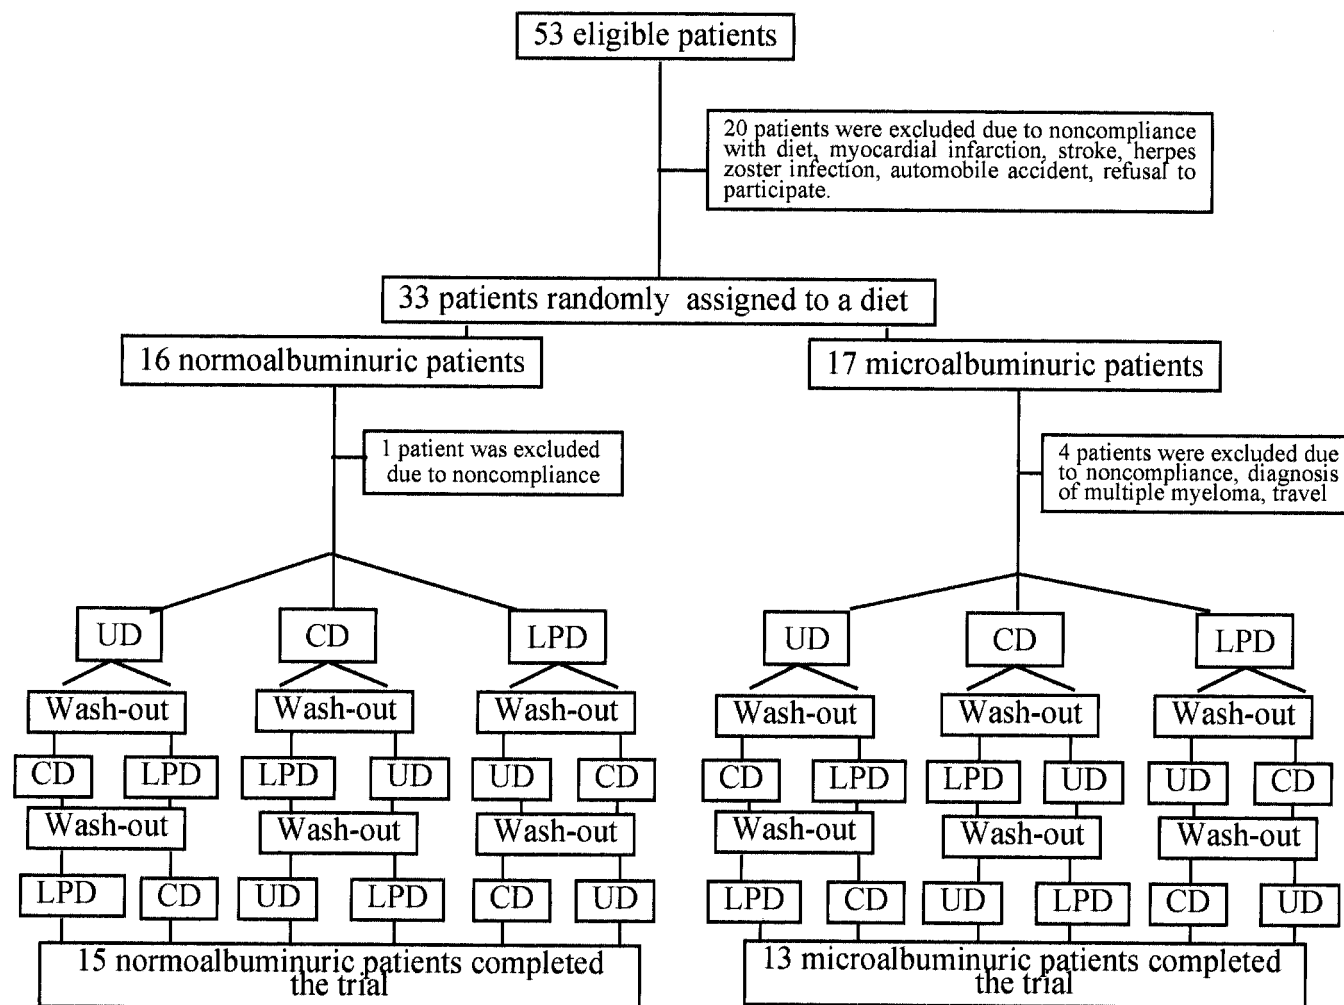 53 eligible patients
20 patients were excluded due to noncompliance
with diet, myocardial infarction, stroke, herpes
zoster infection, automobile accident, refusal to
participate.
33 patients randomly assigned to a diet
16 normoalbuminuric patients
17 microalbuminuric patients
1 patient was excluded
due to noncompliance
4 patients were excluded due
to noncompliance, diagnosis
of multiple myeloma, travel
UD CD LPD UD CD LPD
Wash-out Wash-out Wash-out Wash-out Wash-out Wash-out
CD LPD LPD UD UD CD CD LPD LPD UD UD CD
Wash-out Wash-out Wash-out Wash-out Wash-out Wash-out
LPD CD UD LPD CD UD LPD CD UD LPD CD UD
15 normoalbuminuric patients completed
the trial
13 microalbuminuric patients completed
the trial